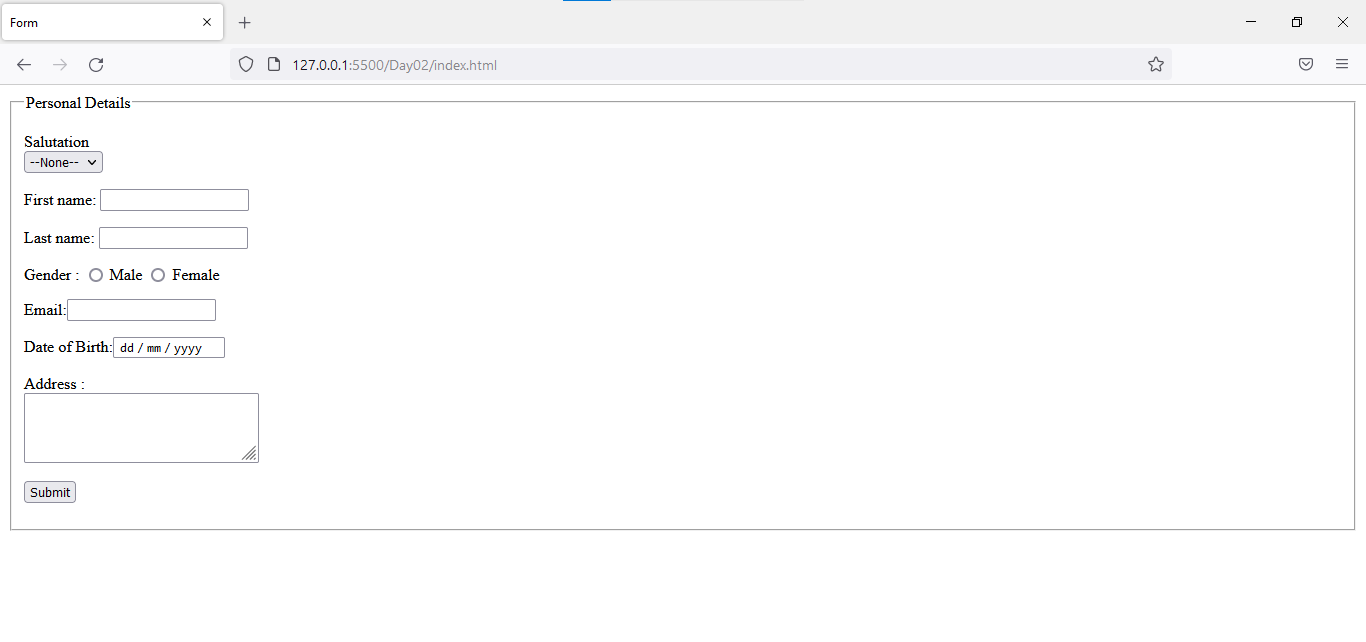 Form
127.0.0.1:5500/Day02/index.html
Personal Details
Salutation
--None--
First name:
Last name:
Gender : Male Female
Email:
Date of Birth: dd / mm / yyyy
Address :
Submit